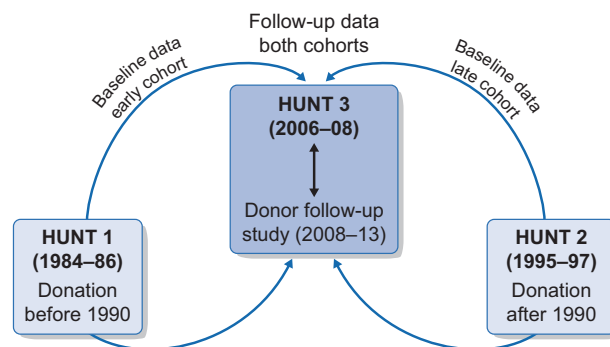 Follow-up data
both cohorts
Baseline data
early cohort
Baseline data
late cohort
HUNT 3
(2006–08)
Donor follow-up
study (2008–13)
HUNT 1
(1984–86)
Donation
before 1990
HUNT 2
(1995–97)
Donation
after 1990